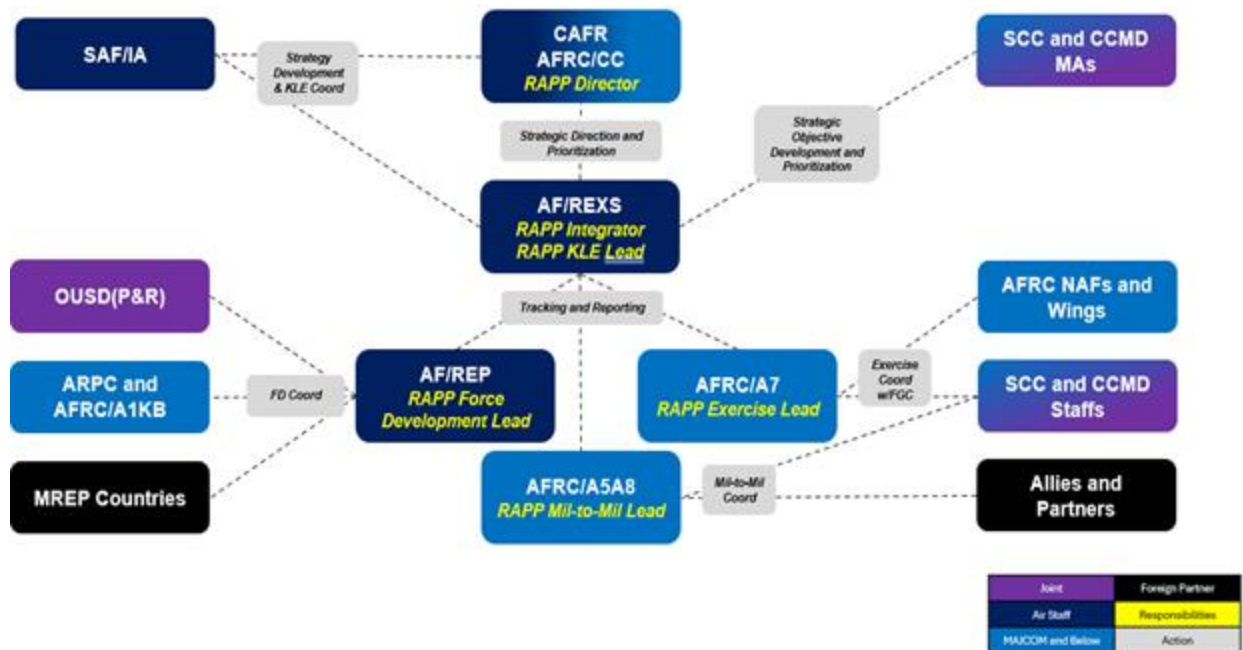 SAF/IA
Strategy
Development
& KLE Coord
CAFR
AFRC/CC
RAPP Director
SCC and CCMD
MAs
Strategic Direction and
Prioritization
Strategic
Objective
Development and
Prioritization
AF/REXS
RAPP Integrator
RAPP KLE Lead
OUSD(P&R)
Tracking and Reporting
AFRC NAFs and
Wings
ARPC and
AFRC/A1KB
FD Coord
AF/REP
RAPP Force
Development Lead
AFRC/A7
RAPP Exercise Lead
Exercise
Coord
w/FGC
SCC and CCMD
Staffs
MREP Countries
AFRC/A5A8
RAPP Mil-to-Mil Lead
Mil-to-Mil
Coord
Allies and
Partners
Joint
Foreign Partner
Air Staff
Responsibilities
MAJCOM and Below
Action